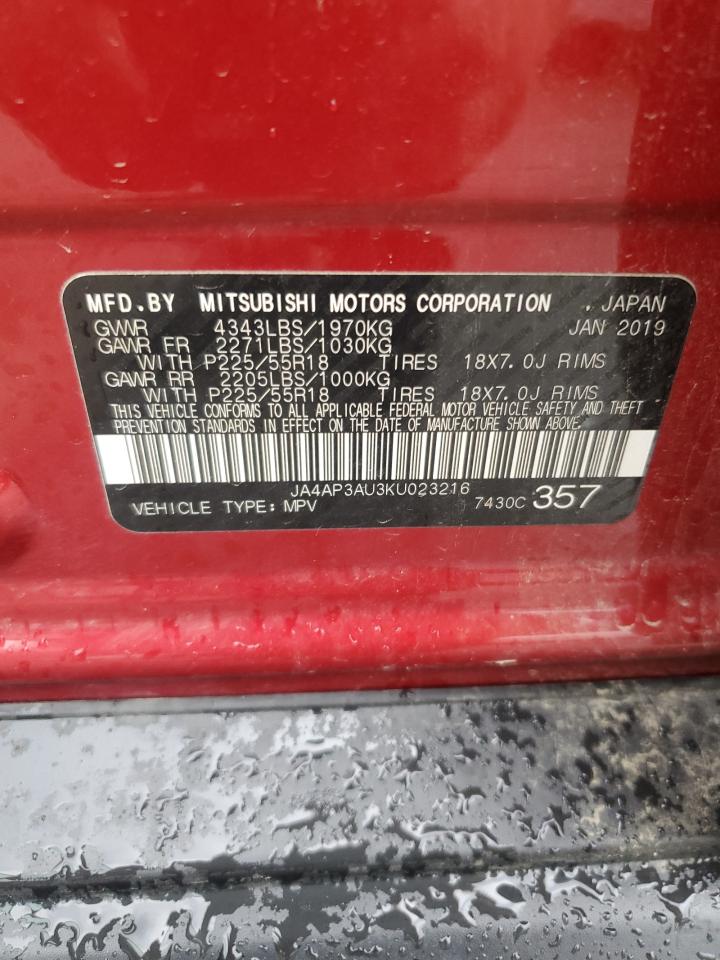 MFD.BY MITSUBISHI MOTORS CORPORATION , JAPAN
GVWR 4343LBS/1970KG JAN 2019
GAWR FR 2271LBS/1030KG
WITH P225/55R18 TIRES 18X7.0J RIMS
GAWR RR 2205LBS/1000KG
WITH P225/55R18 TIRES 18X7.0J RIMS
THIS VEHICLE CONFORMS TO ALL APPLICABLE FEDERAL MOTOR VEHICLE SAFETY AND THEFT
PREVENTION STANDARDS IN EFFECT ON THE DATE OF MANUFACTURE SHOWN ABOVE.
JA4AP3AU3KU023216
VEHICLE TYPE: MPV 7430C 357